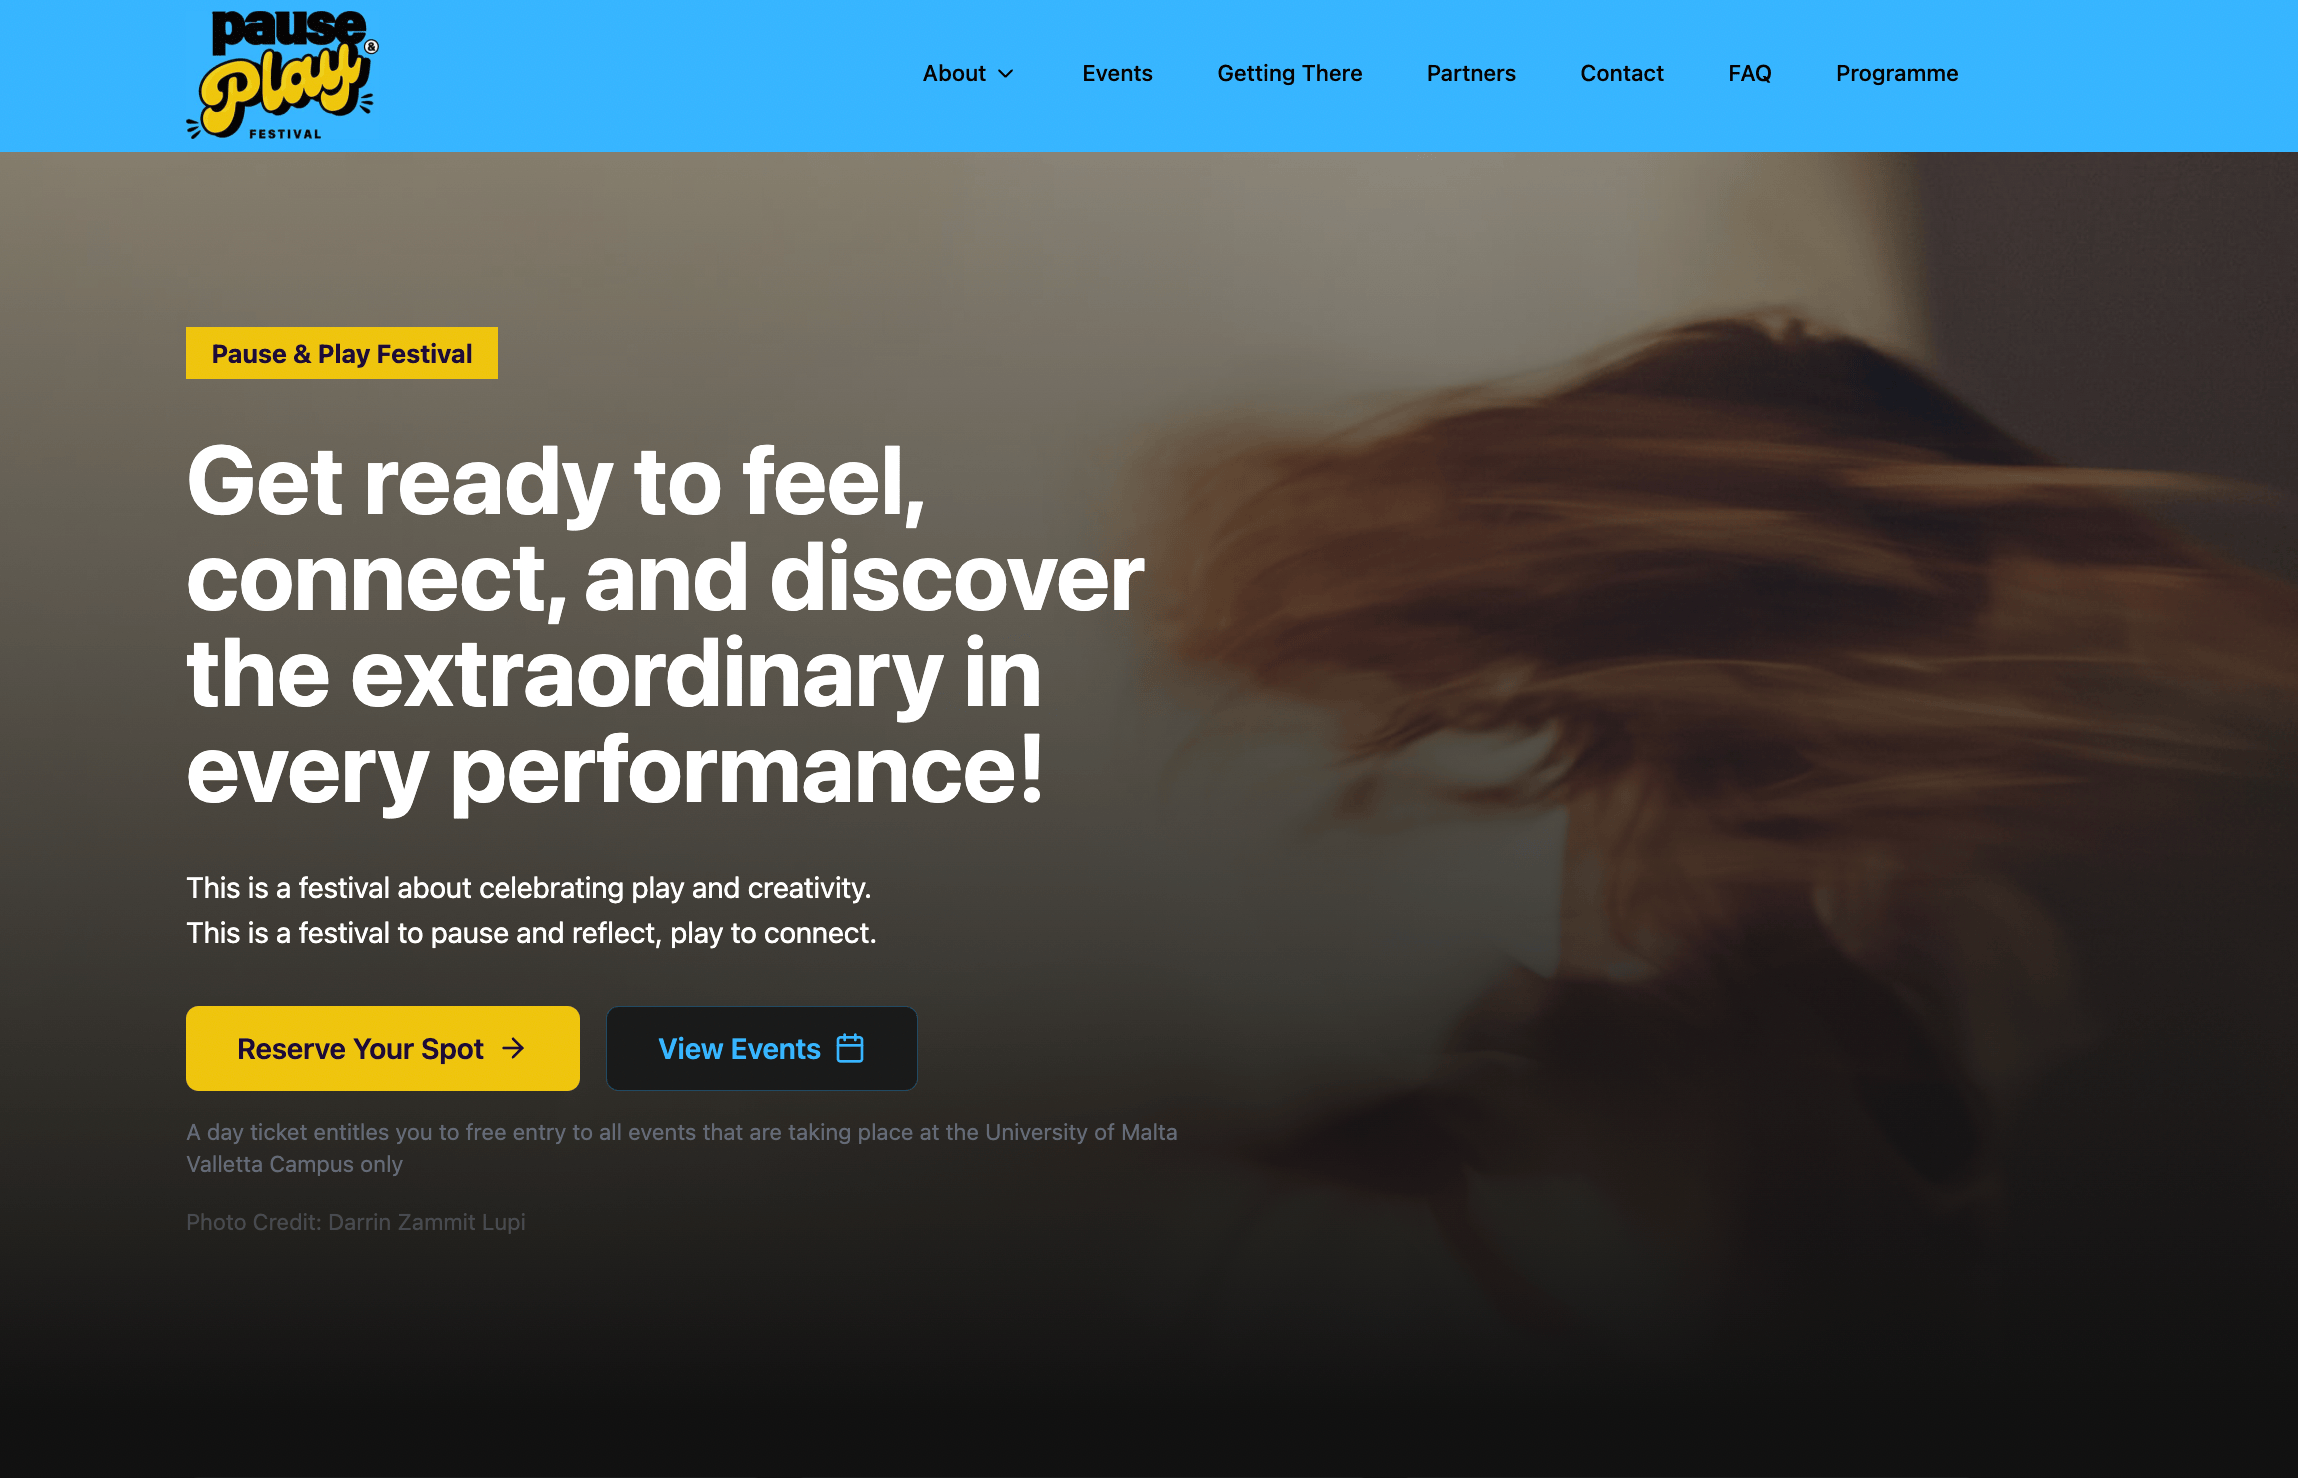 pause
&
Play
FESTIVAL
About
Events
Getting There
Partners
Contact
FAQ
Programme
Pause & Play Festival
Get ready to feel,
connect, and discover
the extraordinary in
every performance!
This is a festival about celebrating play and creativity.
This is a festival to pause and reflect, play to connect.
Reserve Your Spot
View Events
A day ticket entitles you to free entry to all events that are taking place at the University of Malta
Valletta Campus only
Photo Credit: Darrin Zammit Lupi